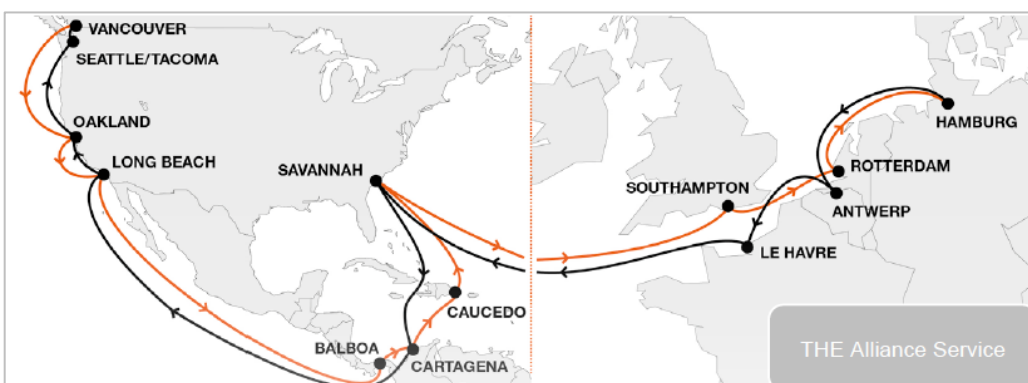 VANCOUVER
SEATTLE/TACOMA
OAKLAND
LONG BEACH
SAVANNAH
CAUCEDO
BALBOA
CARTAGENA
HAMBURG
ROTTERDAM
SOUTHAMPTON
ANTWERP
LE HAVRE
THE Alliance Service